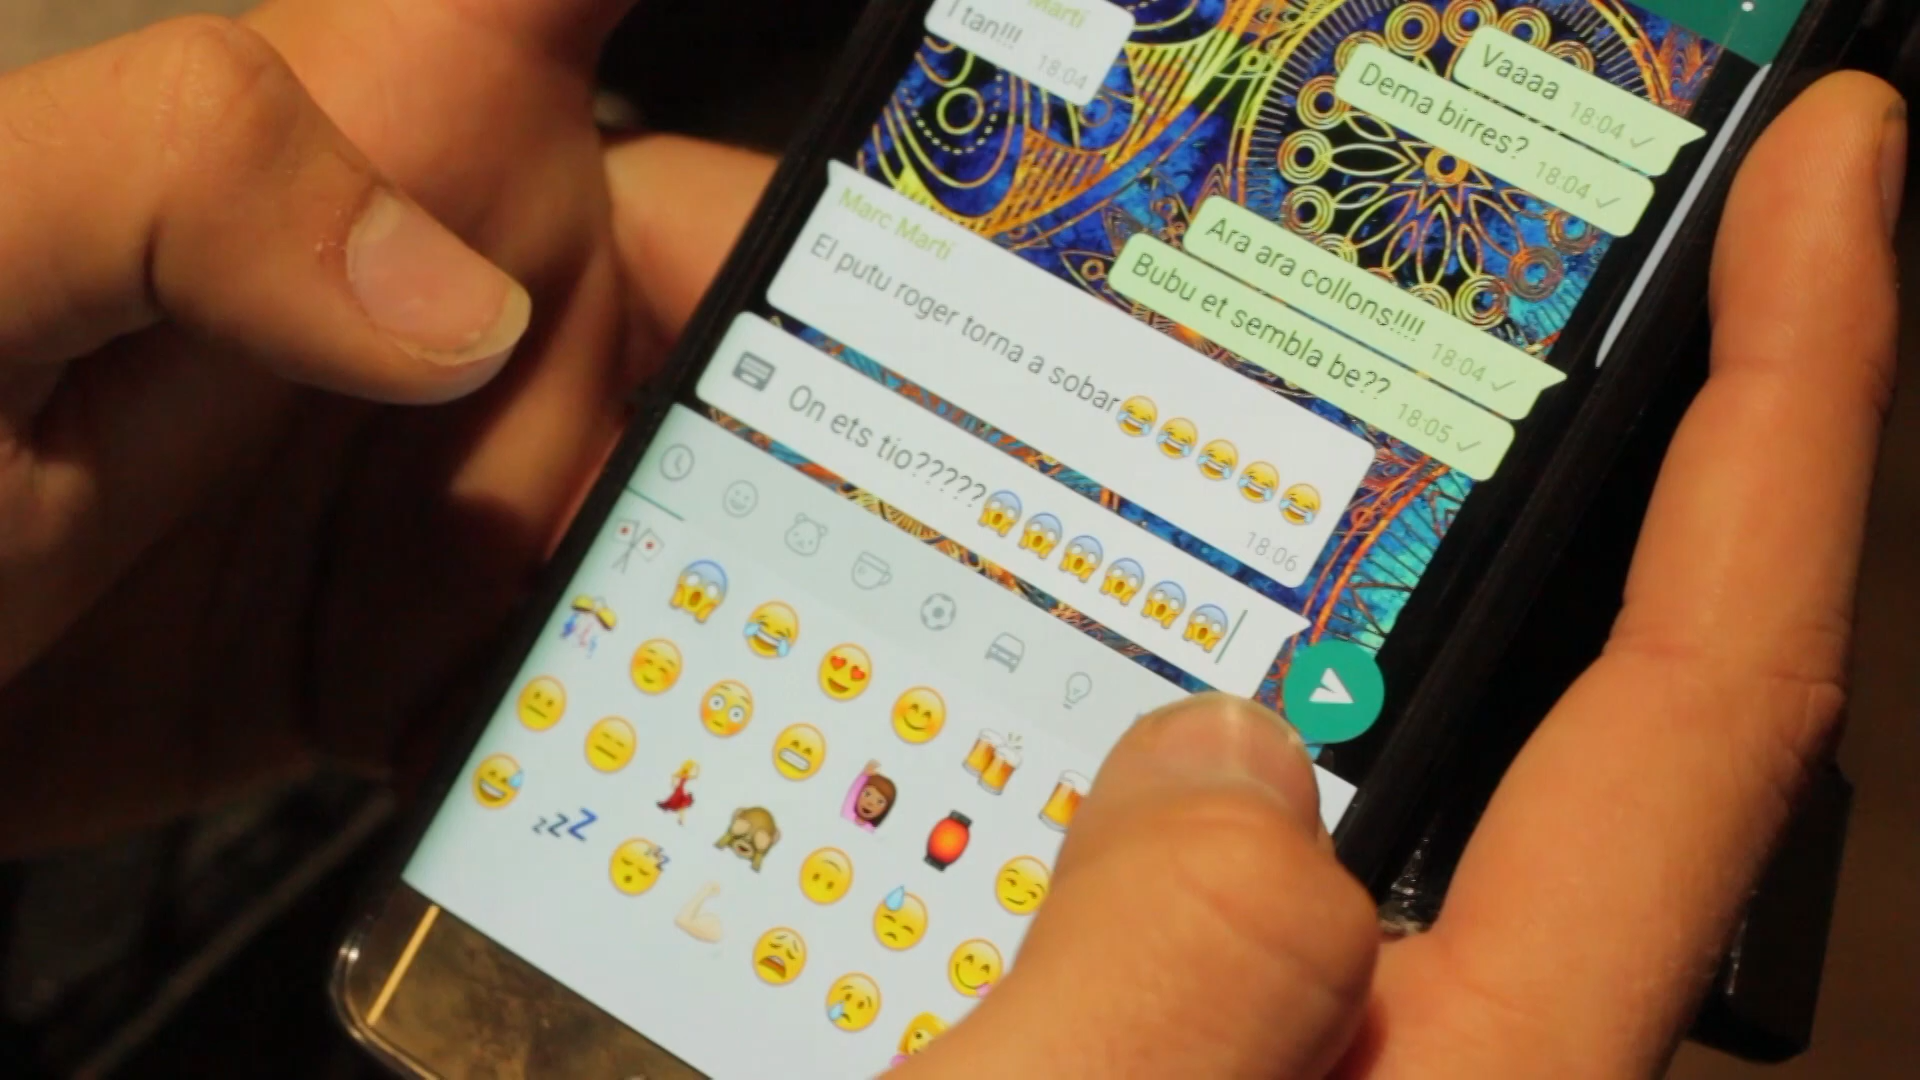 Martí
I tan!!!
18:04
Vaaaa 18:04
Dema birres? 18:04
Ara ara collons!!!! 18:04
Bubu et sembla be?? 18:05
Marc Martí
El putu roger torna a sobar😂😂😂😂😂
18:06
On ets tio?????😱😱😱😱😱😱